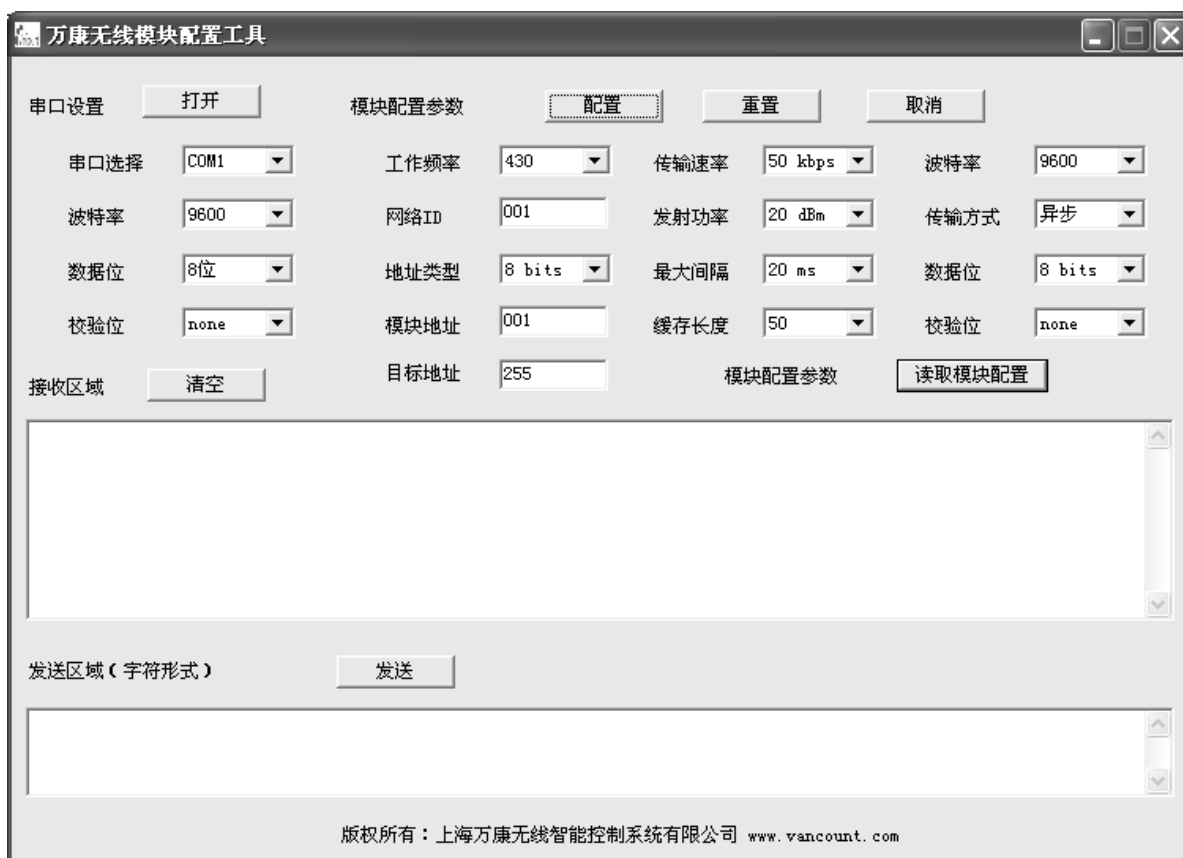 万康无线模块配置工具
串口设置 打开 模块配置参数 配置 重置 取消
串口选择 COM1 工作频率 430 传输速率 50 kbps 波特率 9600
波特率 9600 网络ID 001 发射功率 20 dBm 传输方式 异步
数据位 8位 地址类型 8 bits 最大间隔 20 ms 数据位 8 bits
校验位 none 模块地址 001 缓存长度 50 校验位 none
接收区域 清空 目标地址 255 模块配置参数 读取模块配置
发送区域(字符形式) 发送
版权所有：上海万康无线智能控制系统有限公司 www.vancount.com